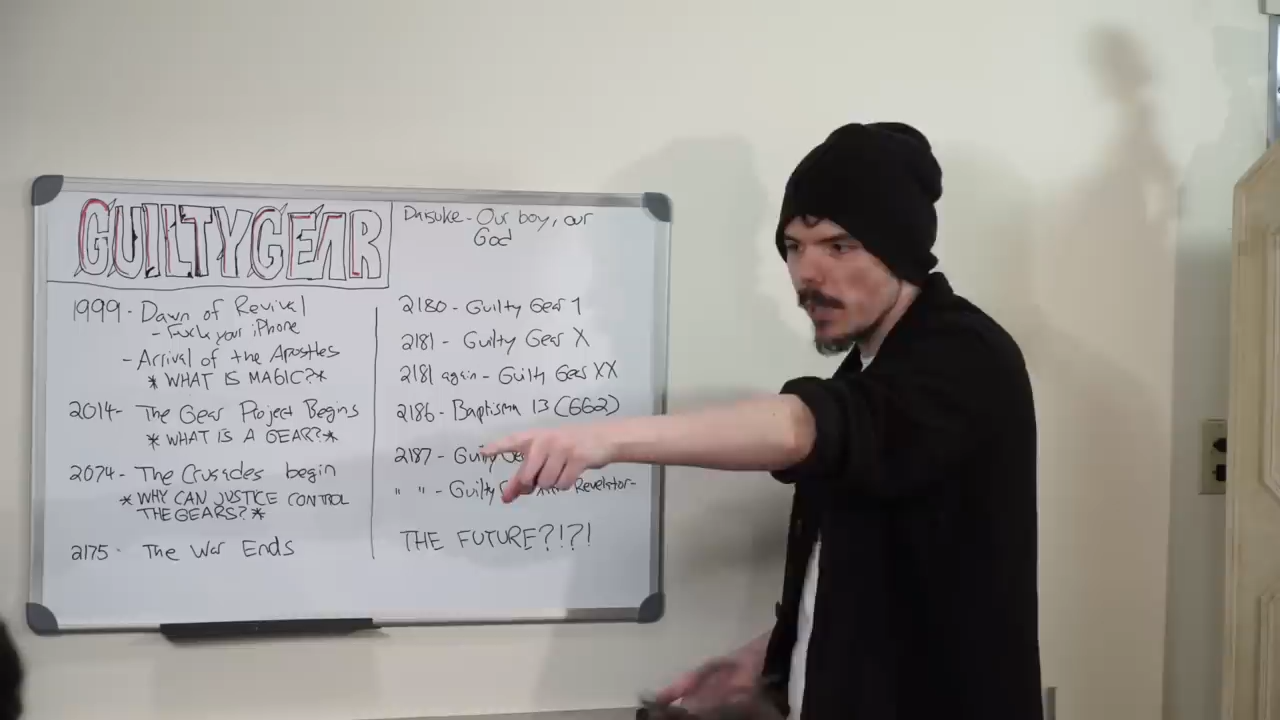 GUILTYGEAR
1999 - Dawn of Revival
- Fuck your iPhone
- Arrival of the Apostles
* WHAT IS MAGIC?*
2014 - The Gear Project Begins
* WHAT IS A GEAR?*
2074 - The Crusades begin
* WHY CAN JUSTICE CONTROL
THE GEARS?*
2175 - The War Ends
Dasuke - Our boy, our
God
2180 - Guilty Gear 1
2181 - Guilty Gear X
2181 again - Guilty Gear XX
2186 - Baptisma 13 (GG2)
2187 - Guilty
" " - Guilty Revelator-
THE FUTURE?!?!